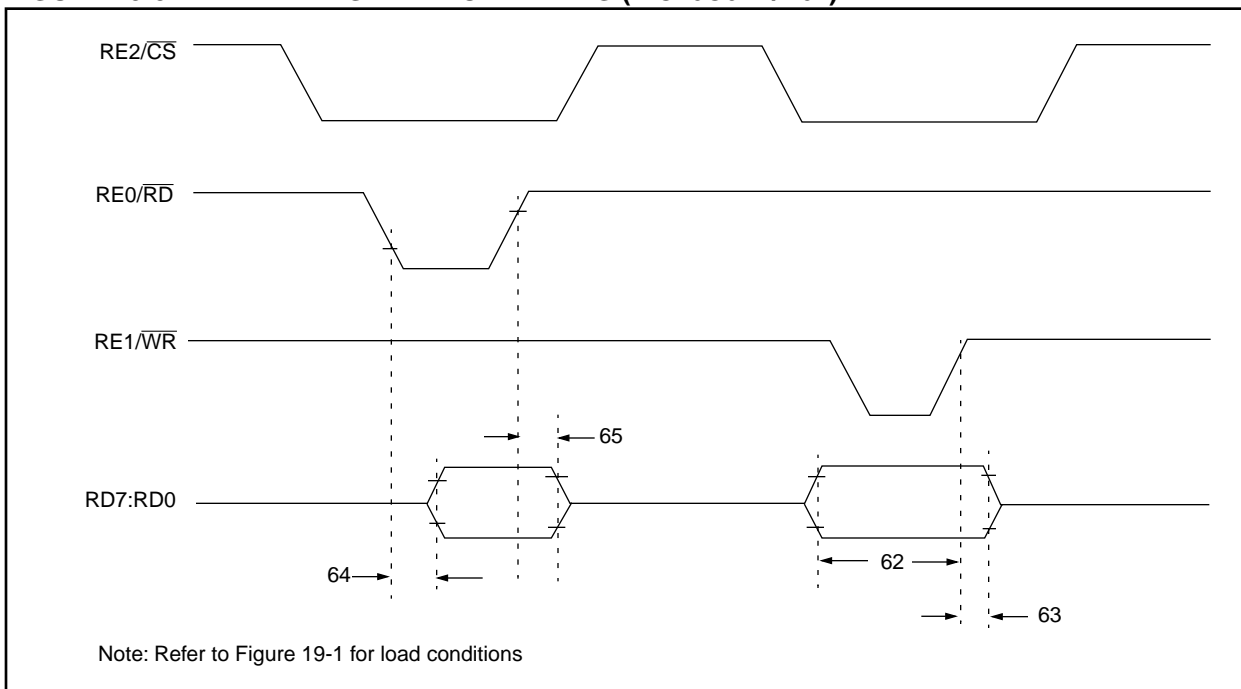 RE2/CS
RE0/RD
RE1/WR
65
RD7:RD0
64
62
63
Note: Refer to Figure 19-1 for load conditions